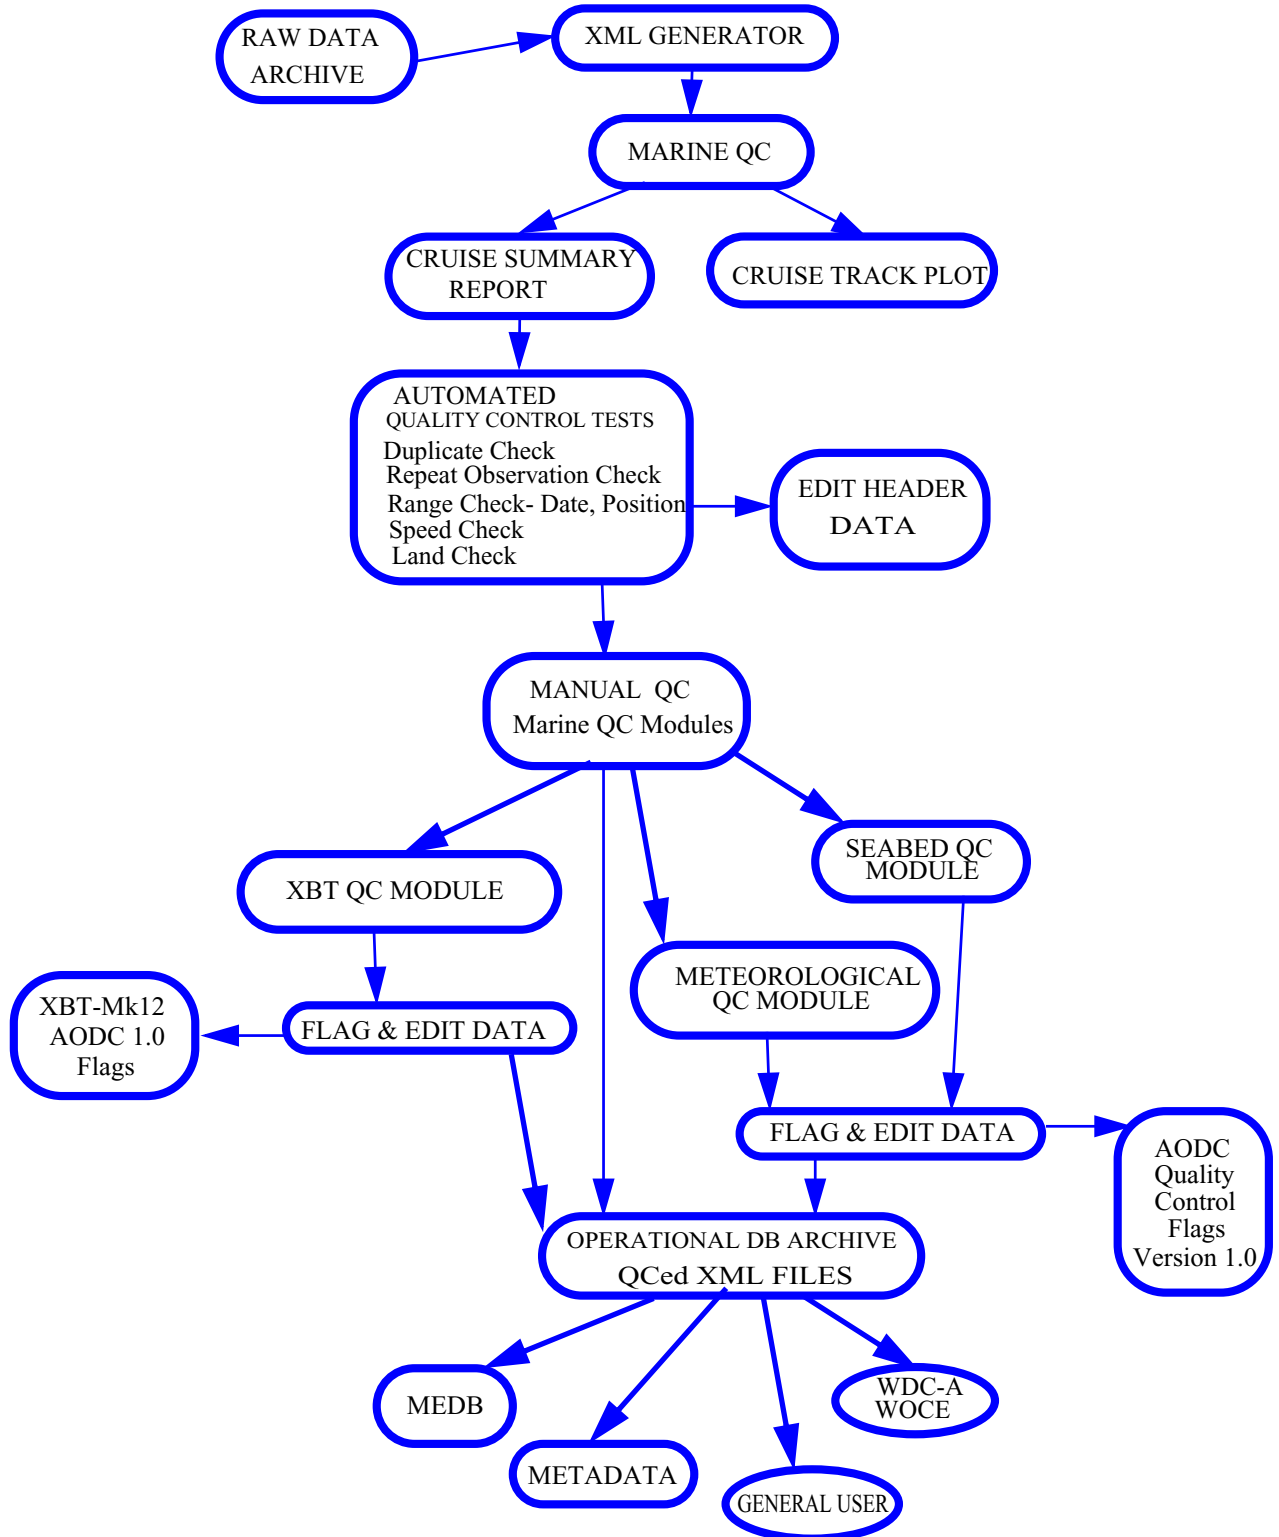 RAW DATA
ARCHIVE
XML GENERATOR
MARINE QC
CRUISE SUMMARY
REPORT
CRUISE TRACK PLOT
AUTOMATED
QUALITY CONTROL TESTS
Duplicate Check
Repeat Observation Check
Range Check- Date, Position
Speed Check
Land Check
EDIT HEADER
DATA
MANUAL QC
Marine QC Modules
XBT QC MODULE
SEABED QC
MODULE
METEOROLOGICAL
QC MODULE
XBT-Mk12
AODC 1.0
Flags
FLAG & EDIT DATA
FLAG & EDIT DATA
AODC
Quality
Control
Flags
Version 1.0
OPERATIONAL DB ARCHIVE
QCed XML FILES
MEDB
METADATA
GENERAL USER
WDC-A
WOCE